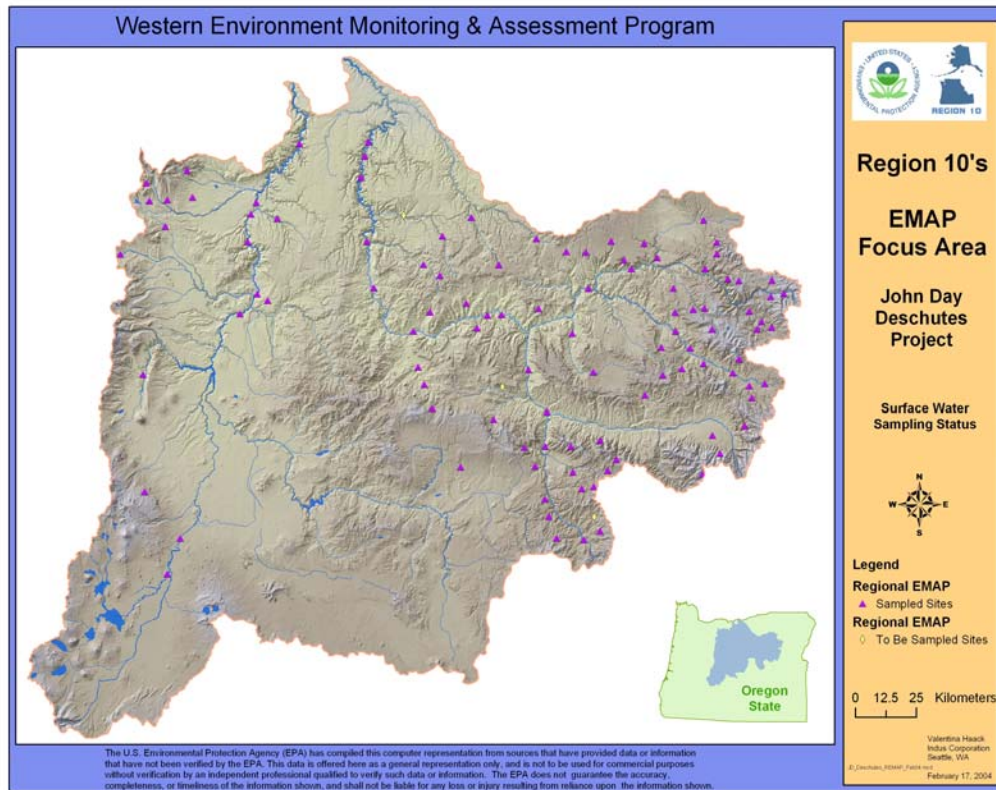 Western Environment Monitoring & Assessment Program
UNITED STATES
ENVIRONMENTAL PROTECTION AGENCY
REGION 10
Region 10's
EMAP
Focus Area
John Day
Deschutes
Project
Surface Water
Sampling Status
N
W E
S
Legend
Regional EMAP
Sampled Sites
Regional EMAP
To Be Sampled Sites
0 12.5 25 Kilometers
Oregon
State
Valentina Haack
Indus Corporation
Seattle, WA
February 17, 2004
The U.S. Environmental Protection Agency (EPA) has compiled this computer representation from sources that have provided data or information
that have not been verified by the EPA. This data is offered here as a general representation only, and is not to be used for commercial purposes
without verification by an independent professional qualified to verify such data or information. The EPA does not guarantee the accuracy,
completeness, or timeliness of the information shown, and shall not be liable for any loss or injury resulting from reliance upon the information shown.